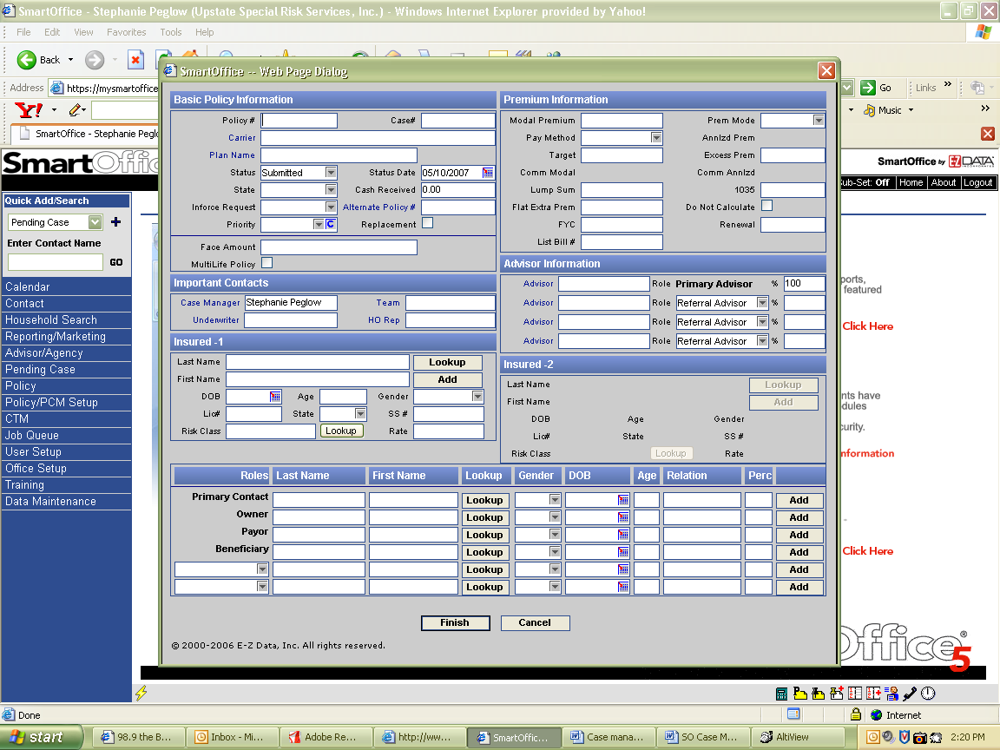 SmartOffice - Stephanie Peglow (Upstate Special Risk Services, Inc.) - Windows Internet Explorer provided by Yahoo!
File Edit View Favorites Tools Help
Back
Address https://mysmartoffice Go Links »
Y! Music »
SmartOffice - Stephanie Peglo
SmartOffic SmartOffice by E-Z DATA
Sub-Set: Off Home About Logout
Quick Add/Search
Pending Case
Enter Contact Name
GO
Calendar
Contact
Household Search
Reporting/Marketing
Advisor/Agency
Pending Case
Policy
Policy/PCM Setup
CTM
Job Queue
User Setup
Office Setup
Training
Data Maintenance
SmartOffice -- Web Page Dialog
Basic Policy Information
Policy # Case#
Carrier
Plan Name
Status Submitted Status Date 05/10/2007
State Cash Received 0.00
Inforce Request Alternate Policy #
Priority C Replacement
Face Amount
MultiLife Policy
Important Contacts
Case Manager Stephanie Peglow Team
Underwriter HO Rep
Insured -1
Last Name Lookup
First Name Add
DOB Age Gender
Lic# State SS #
Risk Class Lookup Rate
Premium Information
Modal Premium Prem Mode
Pay Method Annlzd Prem
Target Excess Prem
Comm Modal Comm Annlzd
Lump Sum 1035
Flat Extra Prem Do Not Calculate
FYC Renewal
List Bill #
Advisor Information
Advisor Role Primary Advisor % 100
Advisor Role Referral Advisor %
Advisor Role Referral Advisor %
Advisor Role Referral Advisor %
Insured -2
Last Name Lookup
First Name Add
DOB Age Gender
Lic# State SS #
Risk Class Lookup Rate
Roles Last Name First Name Lookup Gender DOB Age Relation Perc
Primary Contact Lookup Add
Owner Lookup Add
Payor Lookup Add
Beneficiary Lookup Add
Lookup Add
Lookup Add
Finish Cancel
© 2000-2006 E-Z Data, Inc. All rights reserved.
ports,
featured
Click Here
nts have
dules
curity.
nformation
Click Here
Office® 5
Done Internet
start 98.9 the B... Inbox - Mi... Adobe Re... http://ww... SmartOffic... Case mana... SO Case M... AltiView 2:20 PM